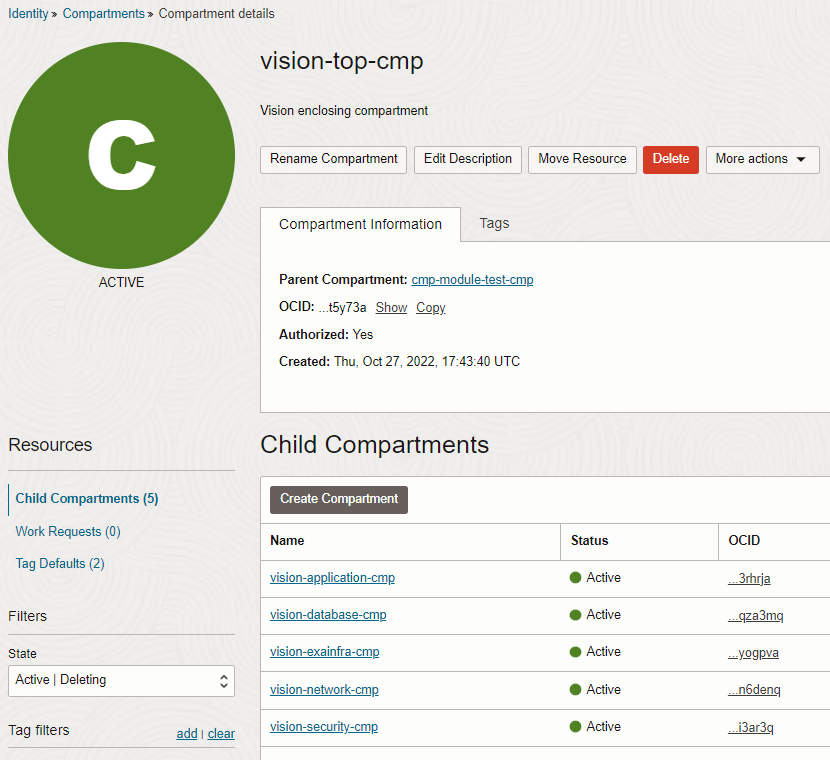 Identity » Compartments » Compartment details
C
ACTIVE
vision-top-cmp
Vision enclosing compartment
Rename Compartment Edit Description Move Resource Delete More actions
Compartment Information Tags
Parent Compartment: cmp-module-test-cmp
OCID: ...t5y73a Show Copy
Authorized: Yes
Created: Thu, Oct 27, 2022, 17:43:40 UTC
Resources
Child Compartments (5)
Work Requests (0)
Tag Defaults (2)
Filters
State
Active | Deleting
Tag filters add | clear
Child Compartments
Create Compartment
Name Status OCID
vision-application-cmp Active ...3rhrja
vision-database-cmp Active ...qza3mq
vision-exainfra-cmp Active ...yogpva
vision-network-cmp Active ...n6denq
vision-security-cmp Active ...i3ar3q